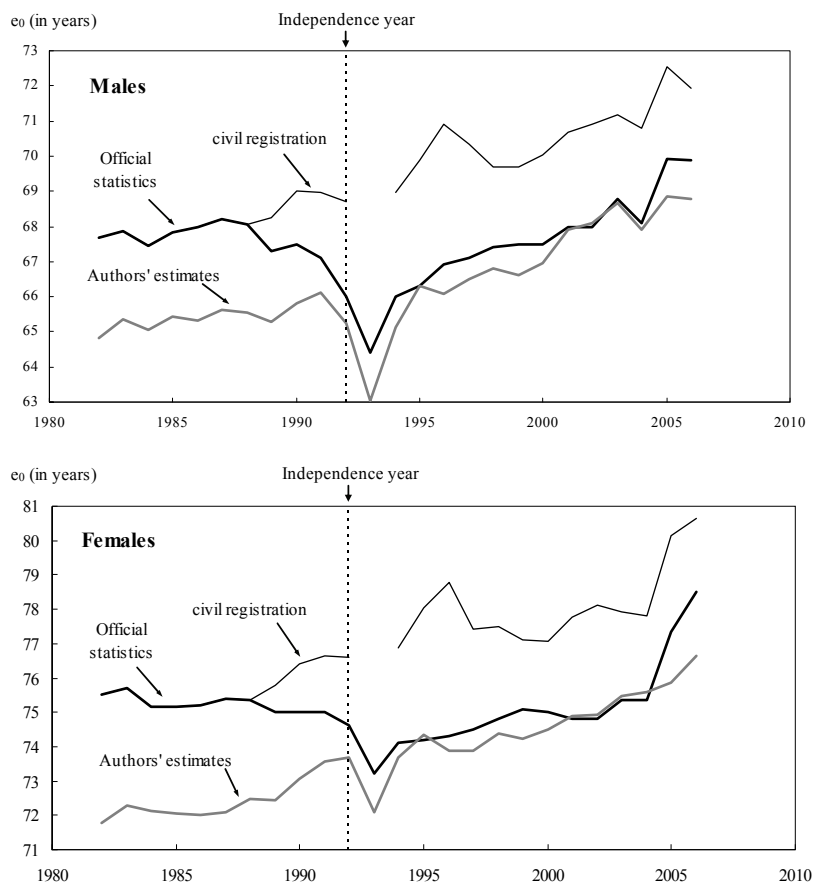 e₀ (in years)
Independence year
73
72
71
70
69
68
67
66
65
64
63
Males
civil registration
Official
statistics
Authors' estimates
1980 1985 1990 1995 2000 2005 2010
e₀ (in years)
Independence year
81
80
79
78
77
76
75
74
73
72
71
Females
civil registration
Official
statistics
Authors' estimates
1980 1985 1990 1995 2000 2005 2010